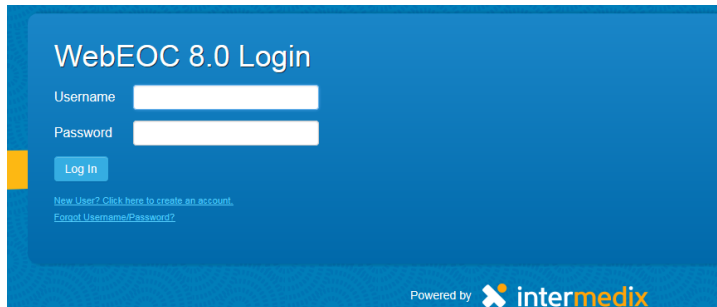 WebEOC 8.0 Login
Username
Password
Log In
New User? Click here to create an account.
Forgot Username/Password?
Powered by intermedix